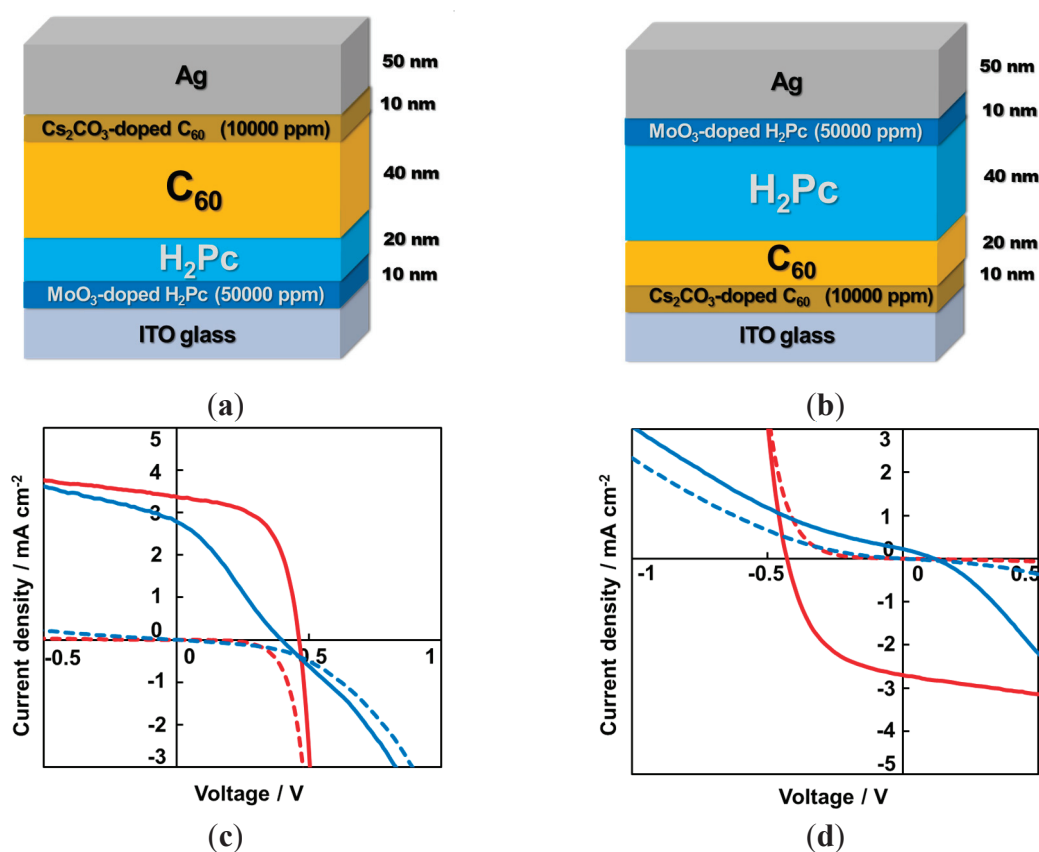 Ag
Cs₂CO₃-doped C₆₀ (10000 ppm)
C₆₀
H₂Pc
MoO₃-doped H₂Pc (50000 ppm)
ITO glass
50 nm
10 nm
40 nm
20 nm
10 nm
(a)
Ag
MoO₃-doped H₂Pc (50000 ppm)
H₂Pc
C₆₀
Cs₂CO₃-doped C₆₀ (10000 ppm)
ITO glass
50 nm
10 nm
40 nm
20 nm
10 nm
(b)
Current density / mA cm⁻²
5
4
3
2
1
0
-1
-2
-3
-0.5
0
0.5
1
Voltage / V
(c)
Current density / mA cm⁻²
3
2
1
0
-1
-2
-3
-4
-5
-1
-0.5
0
0.5
Voltage / V
(d)